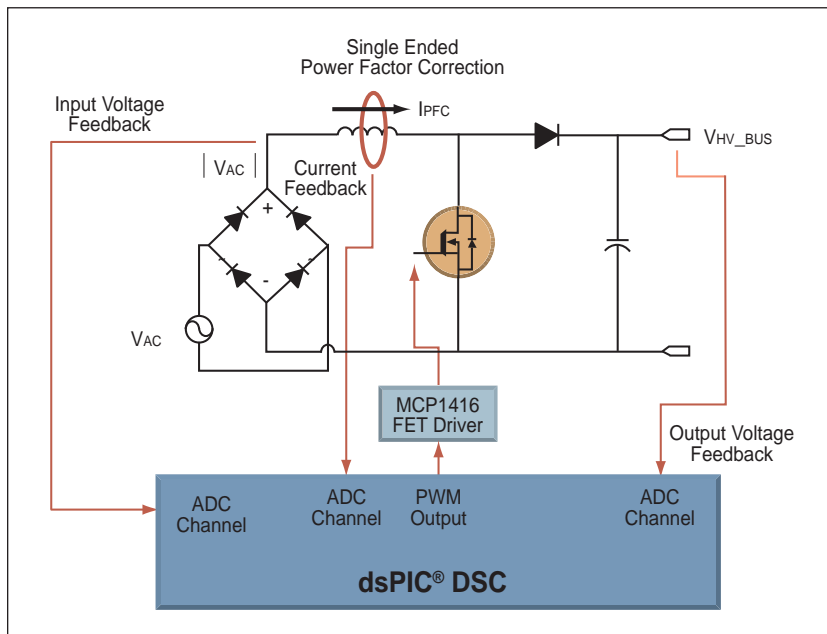 Single Ended
Power Factor Correction
Input Voltage
Feedback
IPFC
VHV_BUS
|VAC|
Current
Feedback
+
-
-
-
VAC
MCP1416
FET Driver
Output Voltage
Feedback
ADC
Channel
ADC
Channel
PWM
Output
ADC
Channel
dsPIC® DSC